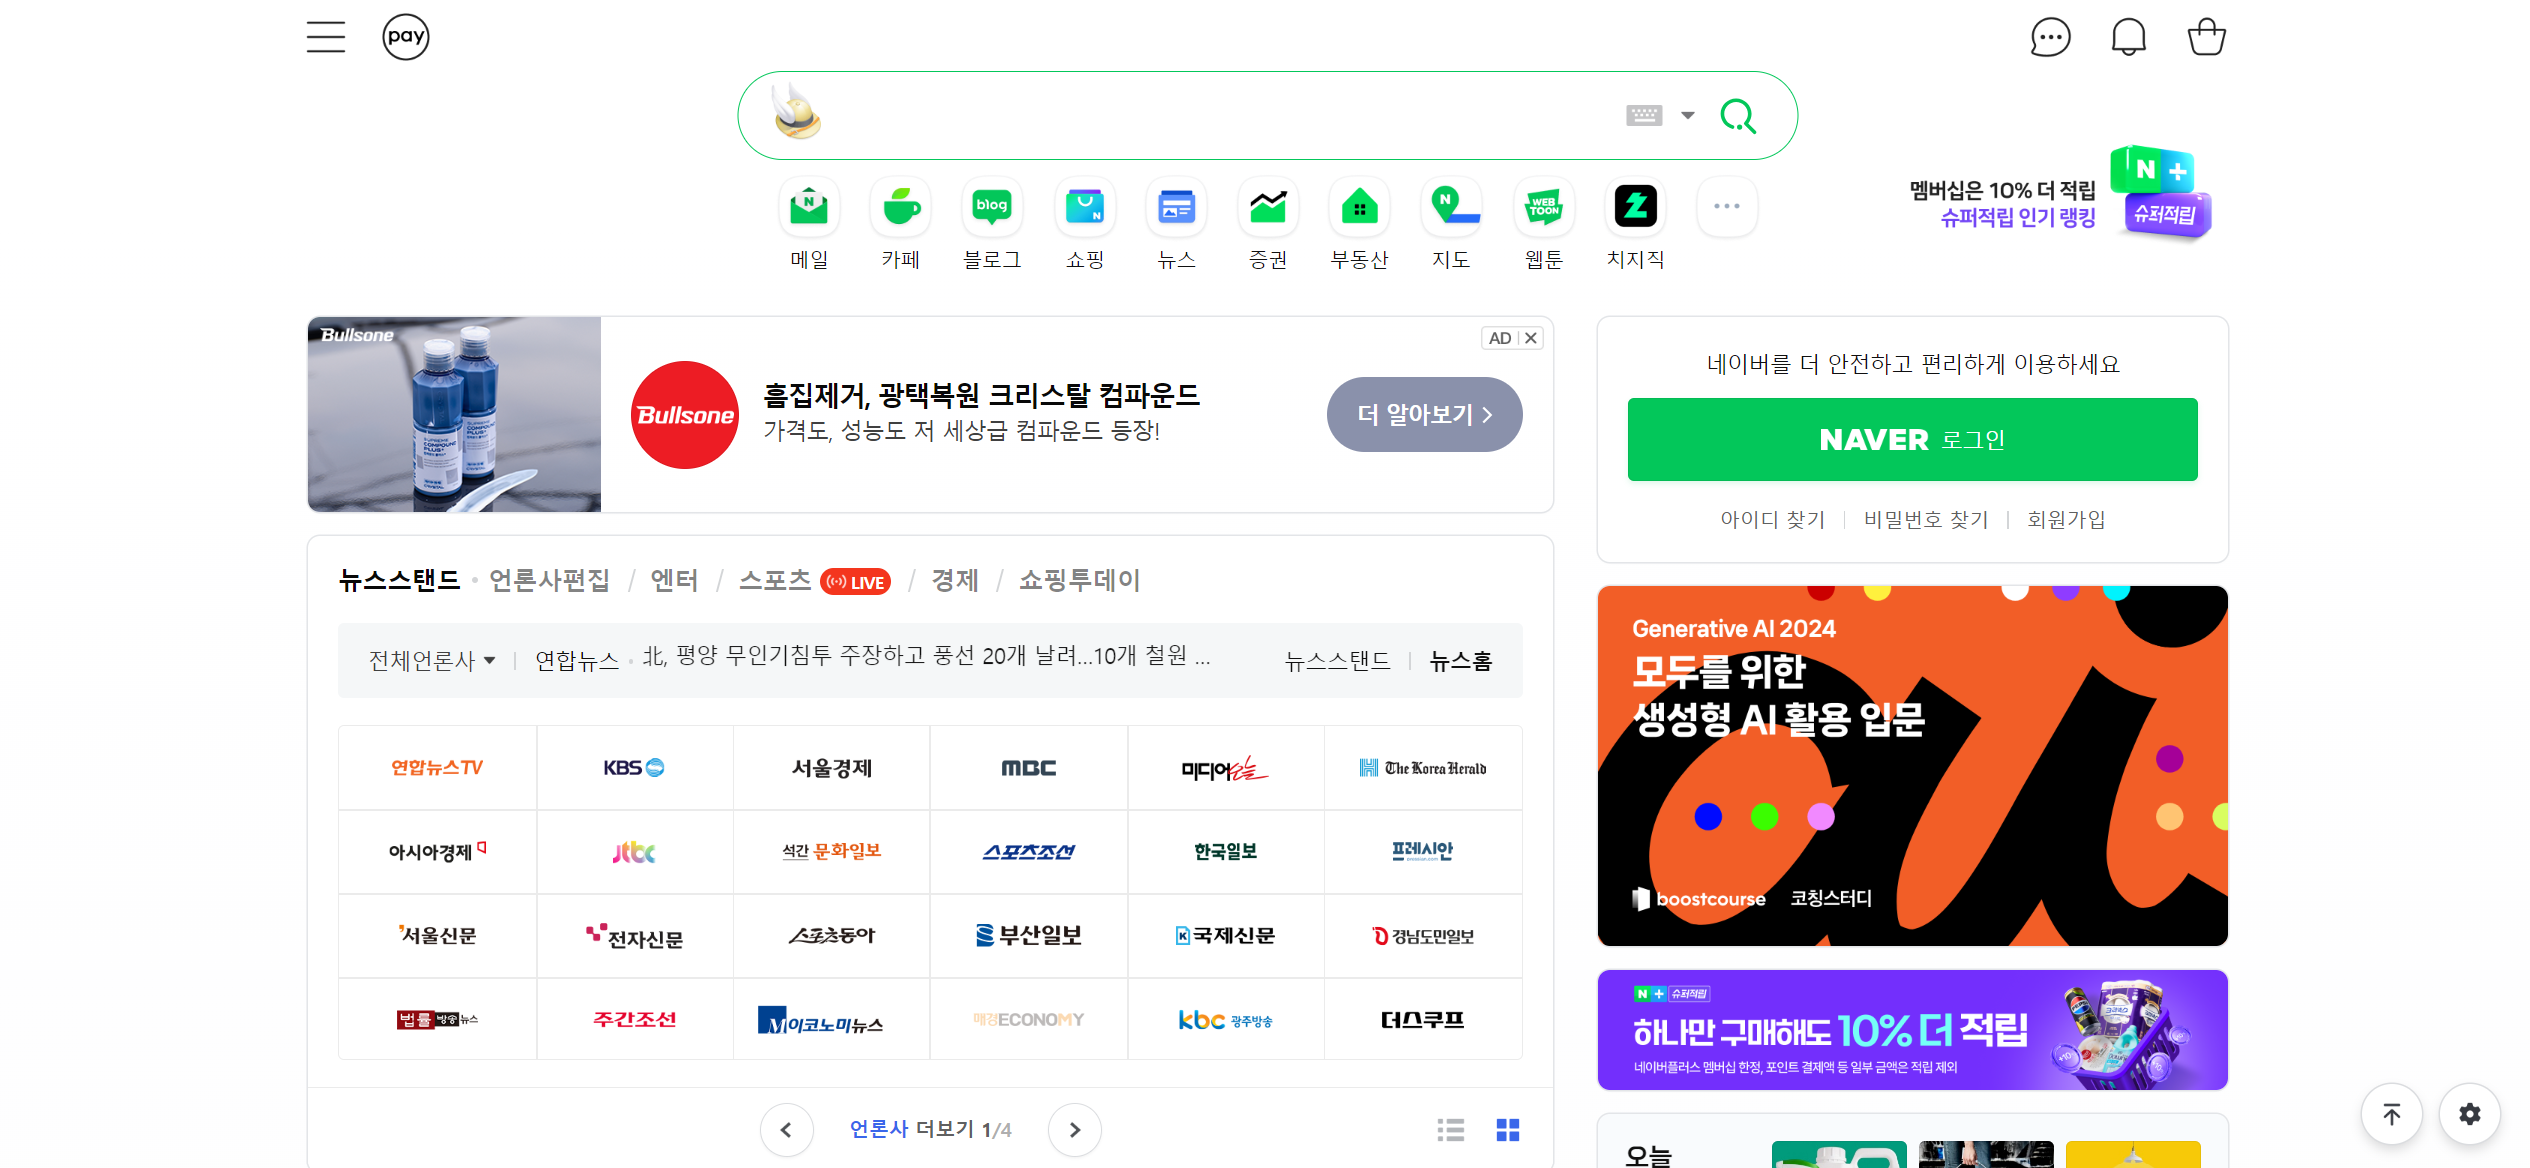 pay
멤버십은 10% 더 적립
슈퍼적립 인기 랭킹
N +
슈퍼적립
메일
카페
blog
블로그
쇼핑
뉴스
증권
부동산
지도
WEB
TOON
웹툰
치지직
Bullsone
SUPREME
COMPOUND
PLUS+
CRYSTAL
Bullsone
흠집제거, 광택복원 크리스탈 컴파운드
가격도, 성능도 저 세상급 컴파운드 등장!
더 알아보기
AD
네이버를 더 안전하고 편리하게 이용하세요
NAVER 로그인
아이디 찾기 비밀번호 찾기 회원가입
뉴스스탠드 · 언론사편집 / 엔터 / 스포츠 LIVE / 경제 / 쇼핑투데이
전체언론사 연합뉴스 · 北, 평양 무인기침투 주장하고 풍선 20개 날려…10개 철원 ... 뉴스스탠드 뉴스홈
연합뉴스TV KBS 서울경제 MBC 미디어오늘 The Korea Herald
아시아경제 jtbc 석간 문화일보 스포츠조선 한국일보 프레시안
서울신문 전자신문 스포츠동아 부산일보 국제신문 경남도민일보
법률방송뉴스 주간조선 M이코노미뉴스 매경ECONOMY kbc 광주방송 더스쿠프
언론사 더보기 1/4
Generative AI 2024
모두를 위한
생성형 AI 활용 입문
boostcourse 코칭스터디
N + 슈퍼적립
하나만 구매해도 10% 더 적립
네이버플러스 멤버십 한정, 포인트 결제액 등 일부 금액은 적립 제외
오늘